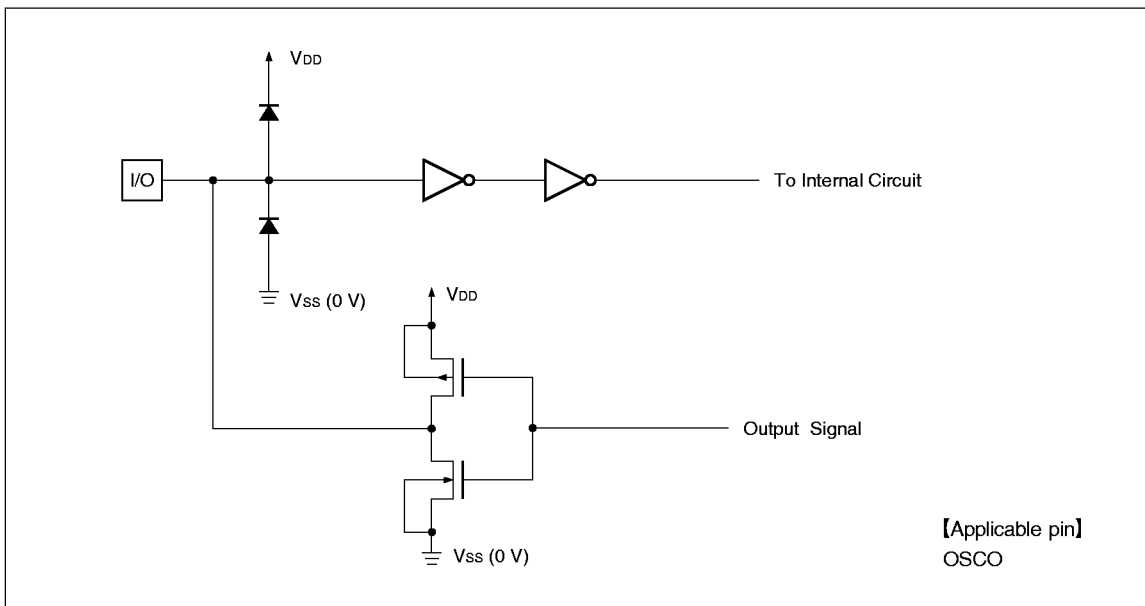 VDD
I/O
To Internal Circuit
VSS (0 V)
VDD
Output Signal
VSS (0 V)
【Applicable pin】
OSCO